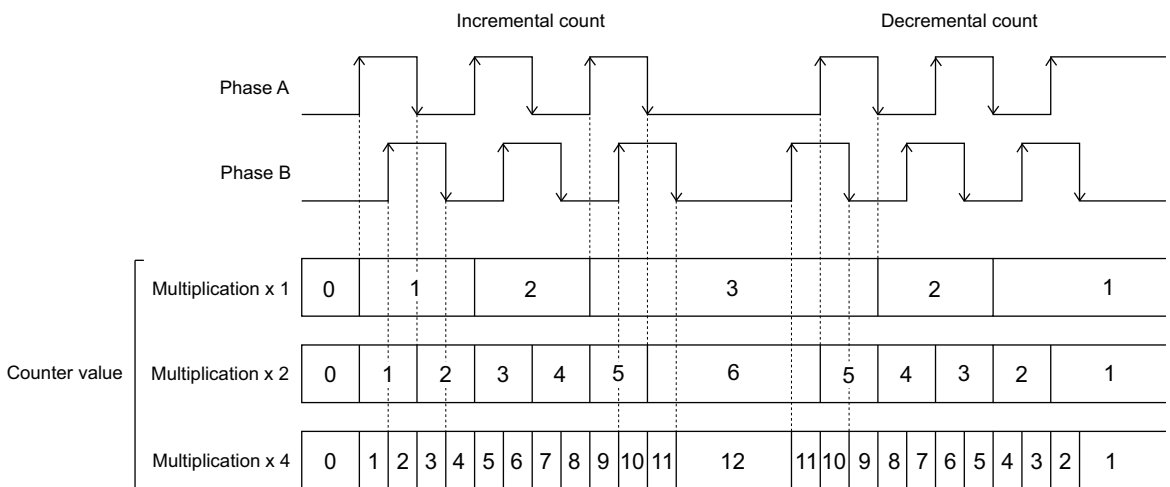 Incremental count Decremental count
Phase A
Phase B
Multiplication x 1 0 1 2 3 2 1
Counter value Multiplication x 2 0 1 2 3 4 5 6 5 4 3 2 1
Multiplication x 4 0 1 2 3 4 5 6 7 8 9 10 11 12 11 10 9 8 7 6 5 4 3 2 1